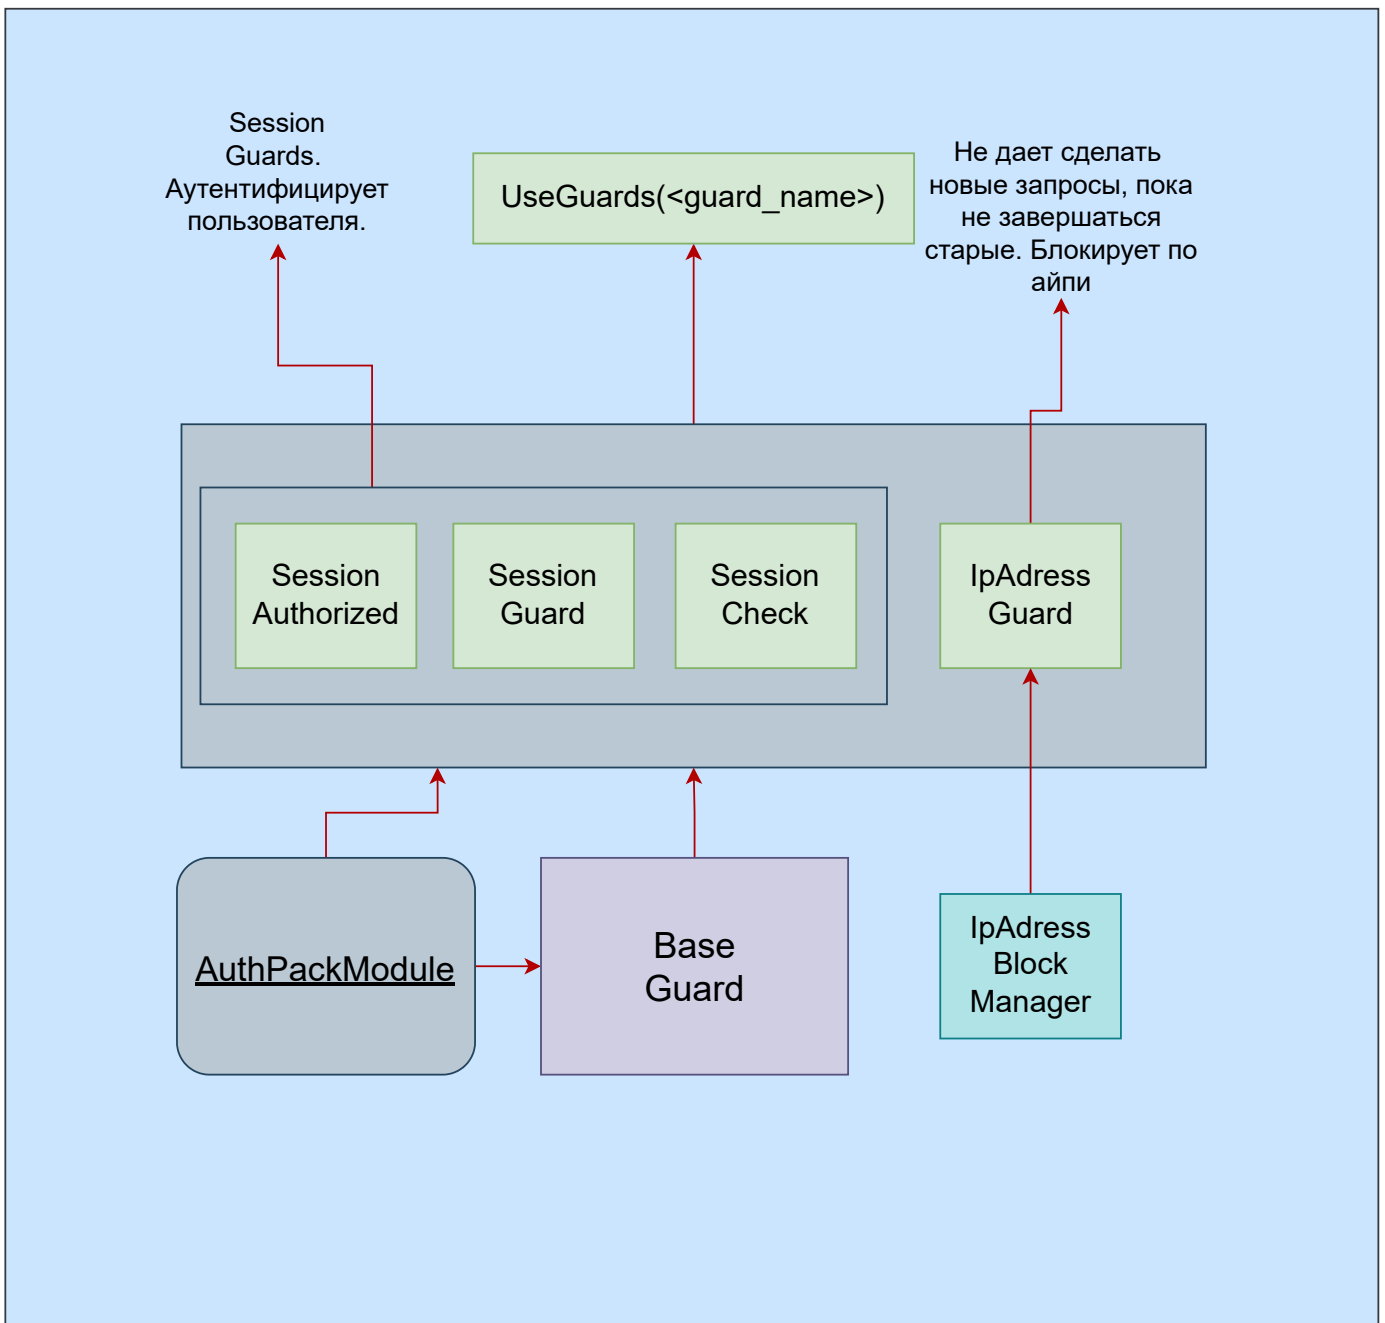 Session
Guards.
Аутентифицирует
пользователя.
UseGuards(<guard_name>)
Не дает сделать
новые запросы, пока
не завершаться
старые. Блокирует по
айпи
Session
Authorized
Session
Guard
Session
Check
IpAdress
Guard
AuthPackModule
Base
Guard
IpAdress
Block
Manager